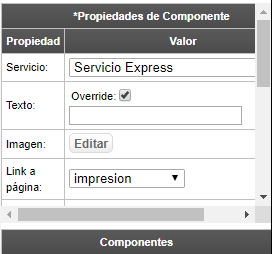 *Propiedades de Componente
Propiedad Valor
Servicio: Servicio Express
Texto: Override:
Imagen: Editar
Link a página: impresion
Componentes